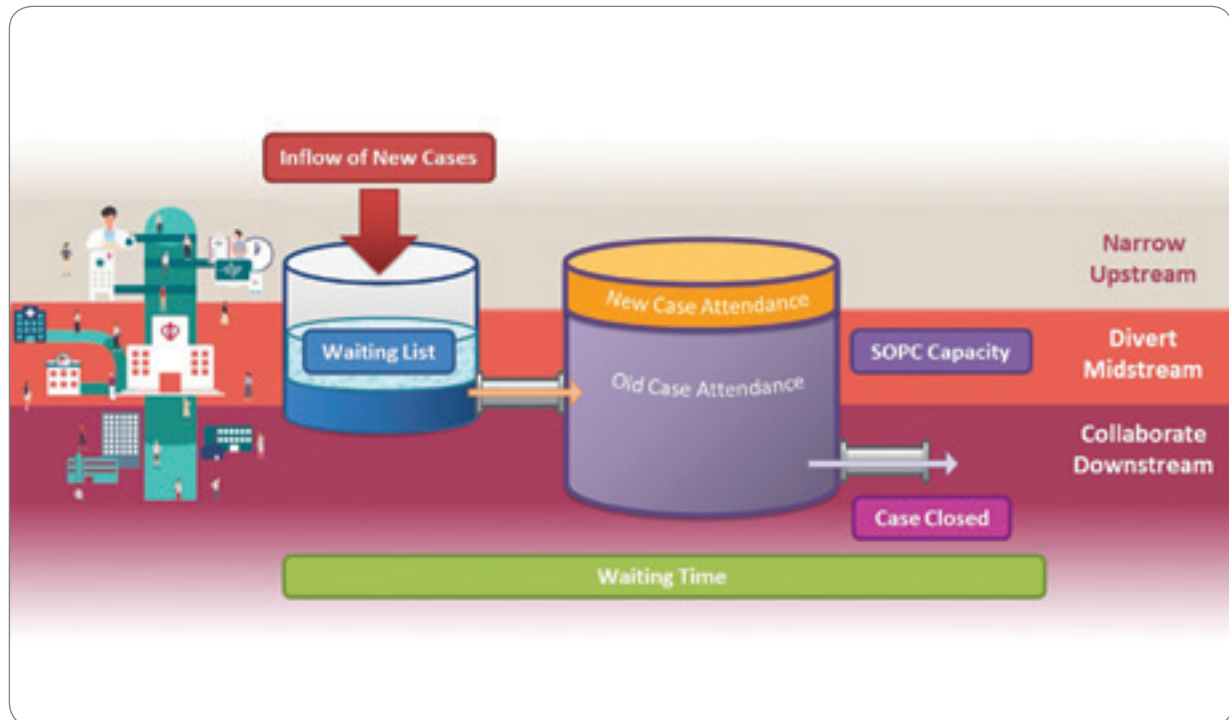 Inflow of New Cases
Waiting List
New Case Attendance
Old Case Attendance
SOPC Capacity
Case Closed
Waiting Time
Narrow
Upstream
Divert
Midstream
Collaborate
Downstream